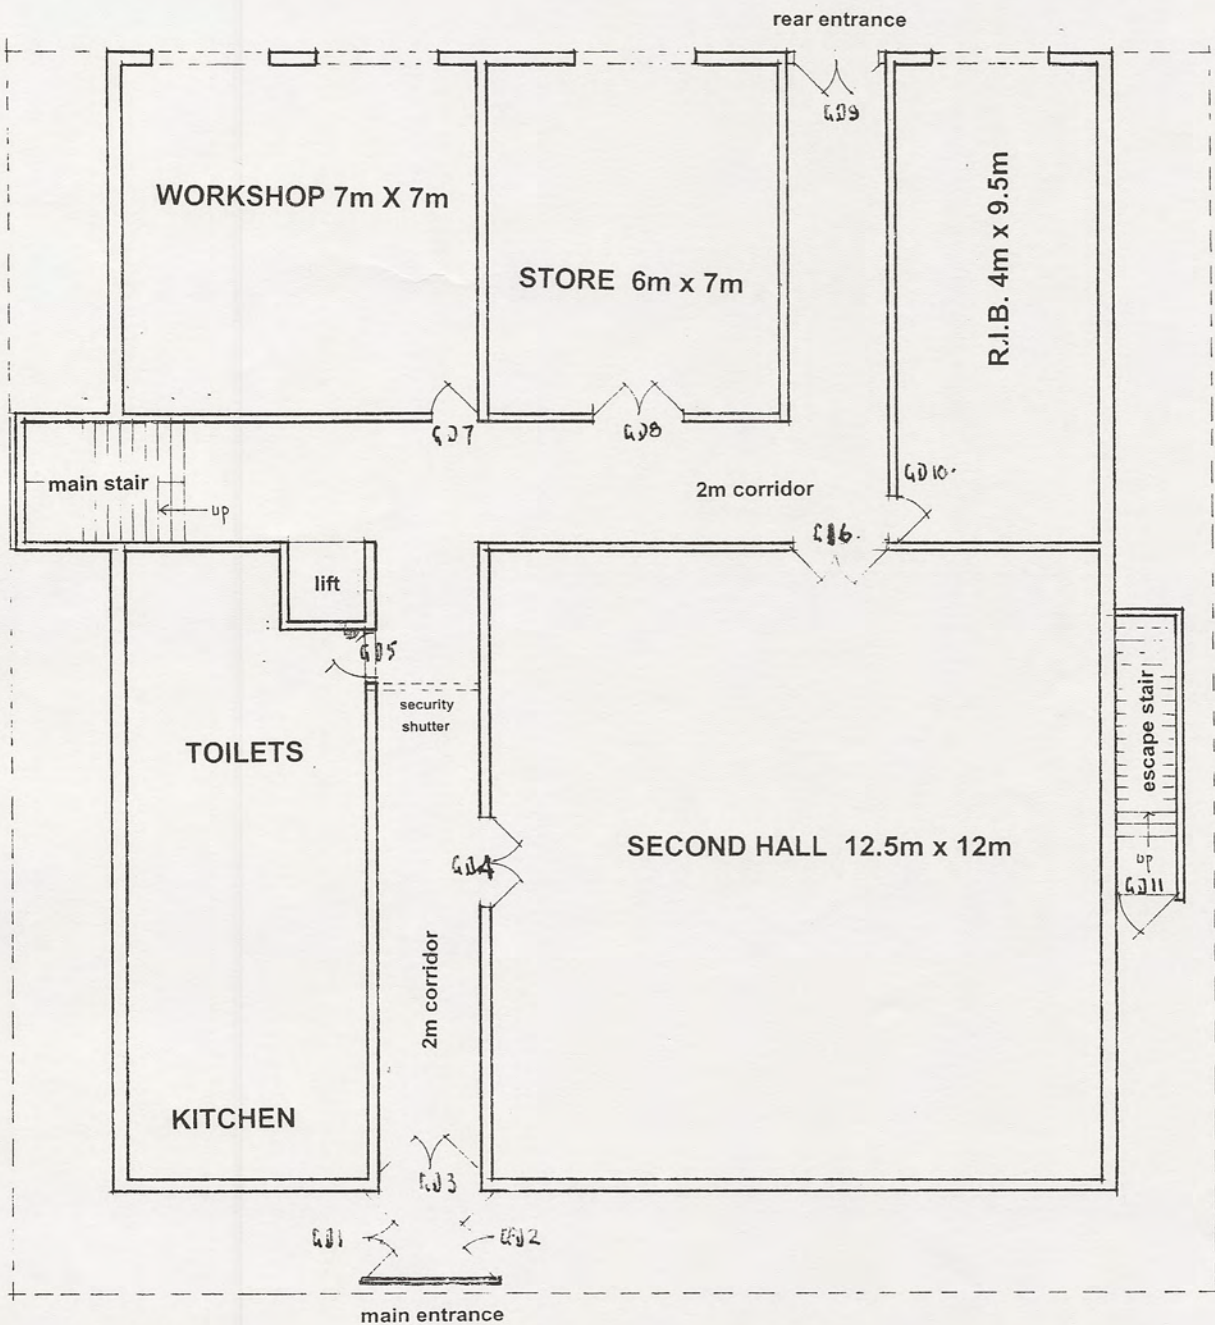 rear entrance
GD9
WORKSHOP 7m X 7m
STORE 6m x 7m
R.I.B. 4m x 9.5m
GD7
GD8
GD10.
main stair
up
2m corridor
GD6.
lift
GD5
security
shutter
TOILETS
escape stair
up
GD11
SECOND HALL 12.5m x 12m
GD4
2m corridor
KITCHEN
GD3
GD1
GD2
main entrance